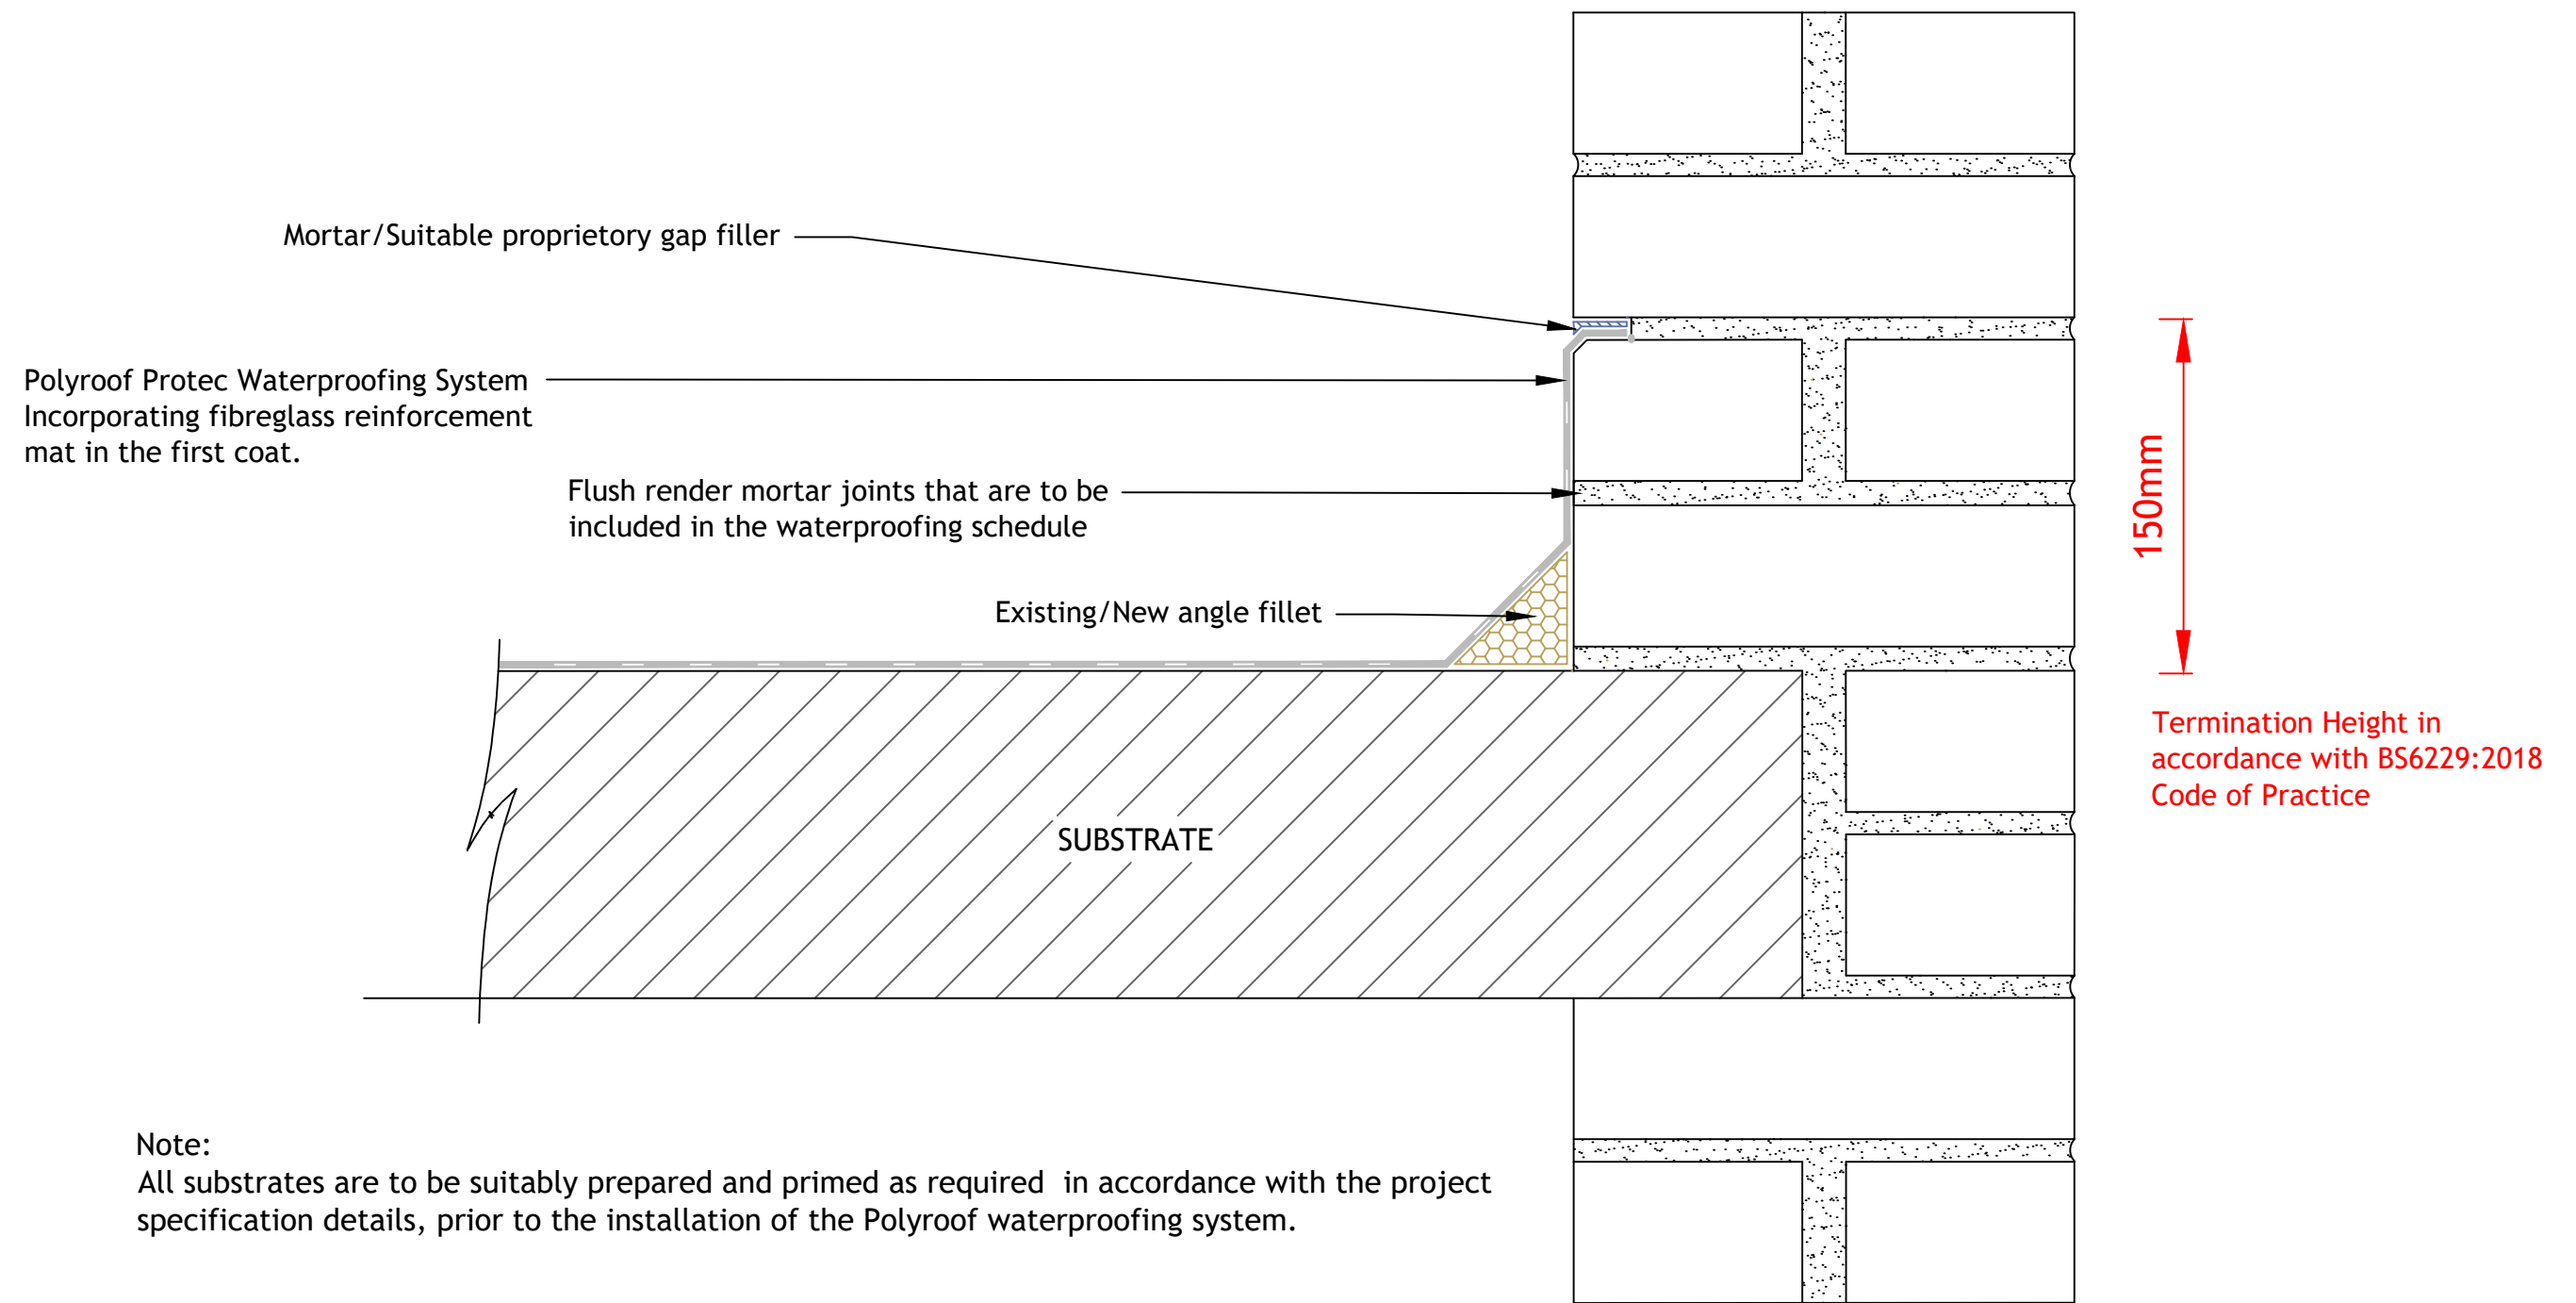 Mortar/Suitable proprietory gap filler
Polyroof Protec Waterproofing System
Incorporating fibreglass reinforcement
mat in the first coat.
Flush render mortar joints that are to be
included in the waterproofing schedule
Existing/New angle fillet
150mm
Termination Height in
accordance with BS6229:2018
Code of Practice
SUBSTRATE
Note:
All substrates are to be suitably prepared and primed as required  in accordance with the project
specification details, prior to the installation of the Polyroof waterproofing system.